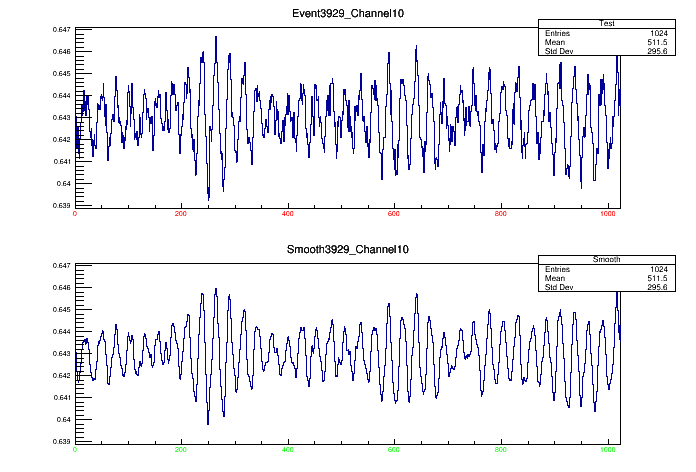 Event3929_Channel10
Test
Entries 1024
Mean 511.5
Std Dev 295.6
0.647
0.646
0.645
0.644
0.643
0.642
0.641
0.64
0.639
0 200 400 600 800 1000
Smooth3929_Channel10
Smooth
Entries 1024
Mean 511.5
Std Dev 295.6
0.647
0.646
0.645
0.644
0.643
0.642
0.641
0.64
0.639
0 200 400 600 800 1000